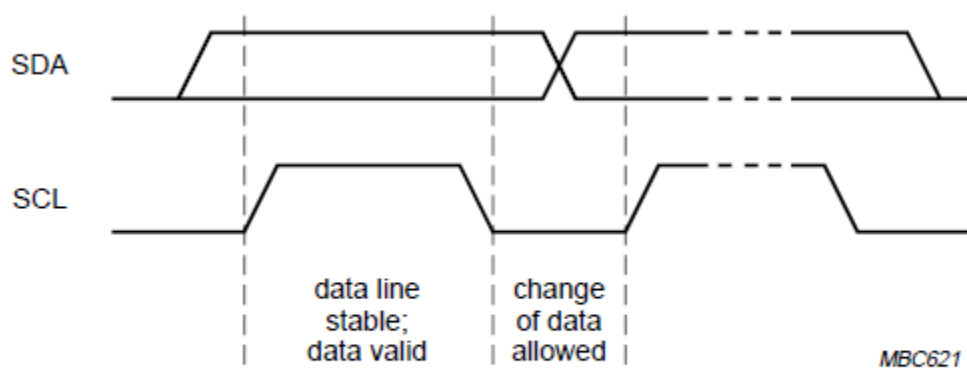 SDA
SCL
data line
stable;
data valid
change
of data
allowed
MBC621